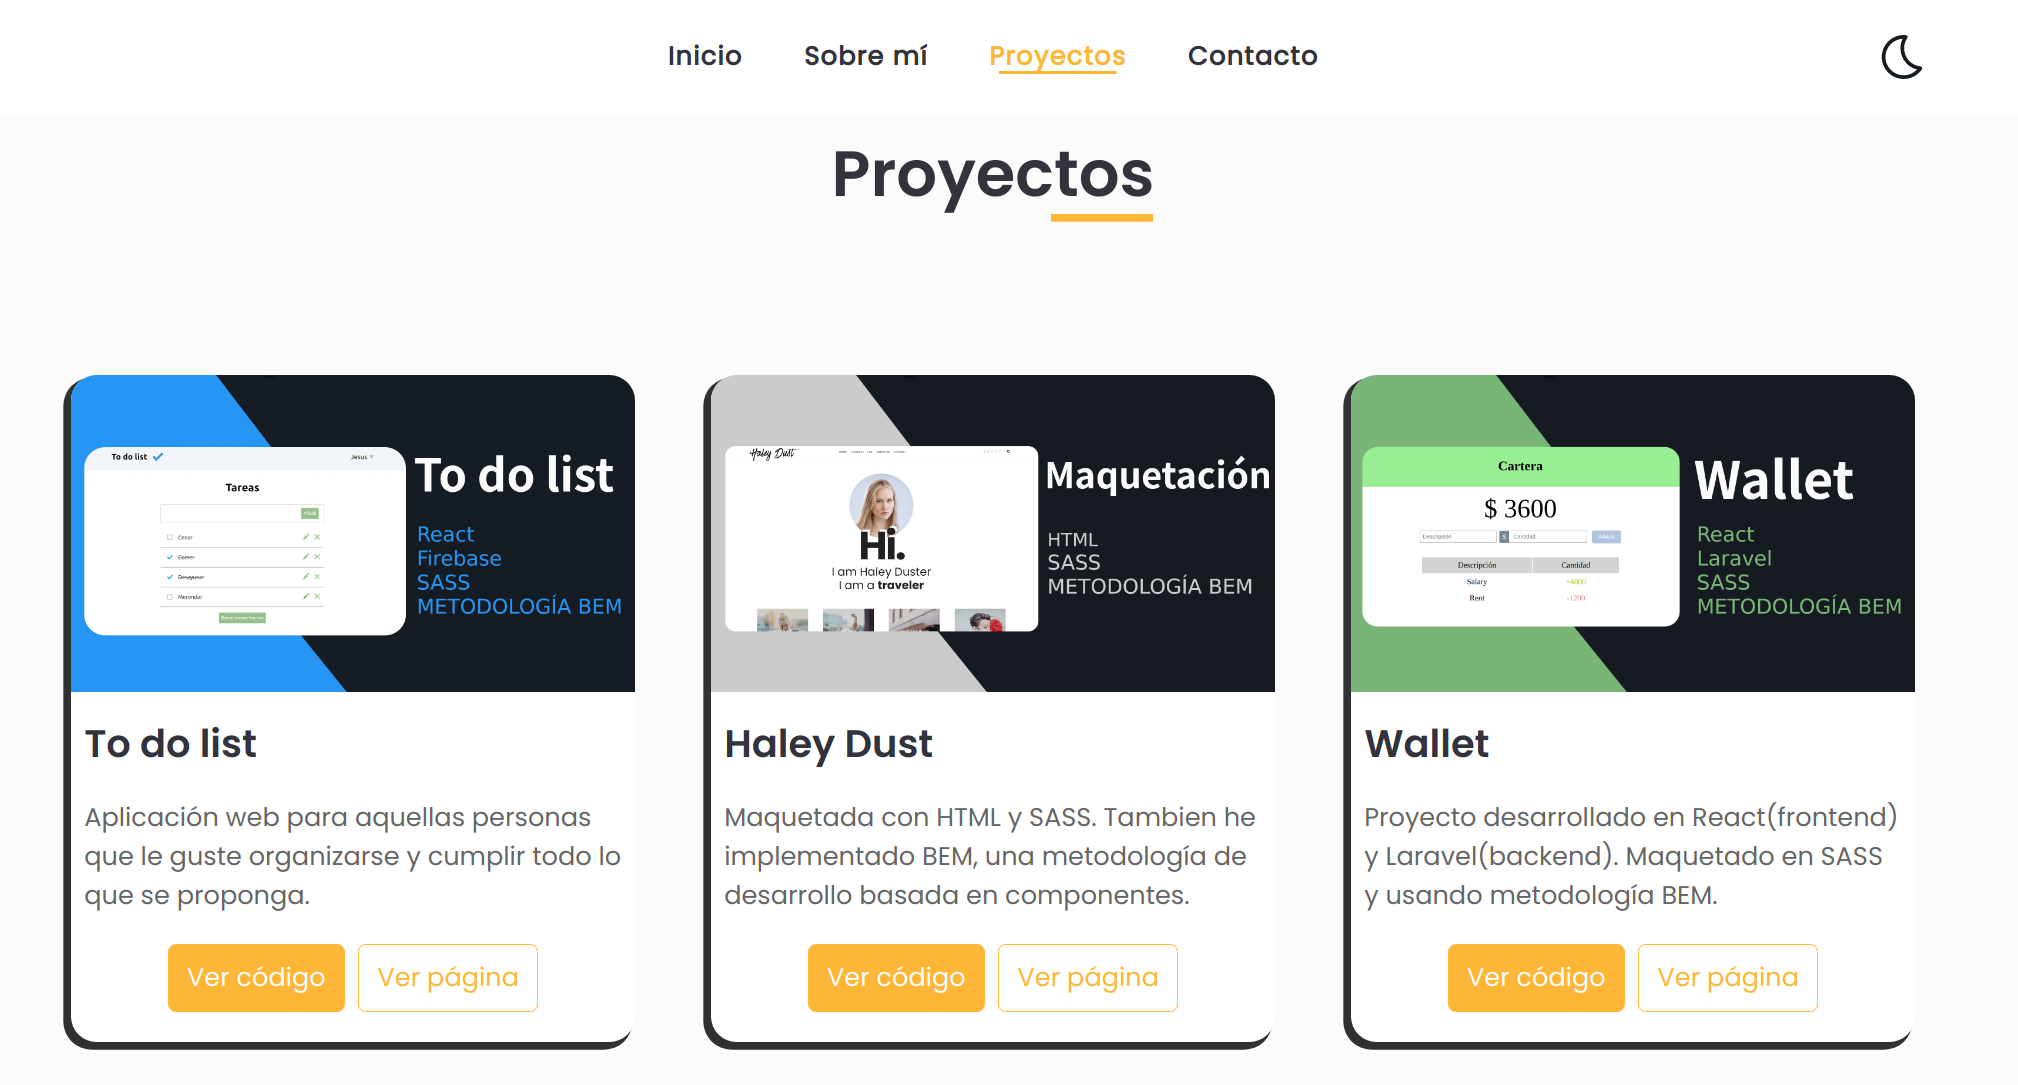 Inicio
Sobre mí
Proyectos
Contacto
Proyectos
To do list
Jesus
Tareas
Añadir
Cenar
Comer
Desayunar
Merendar
To do list
React
Firebase
SASS
METODOLOGÍA BEM
To do list
Aplicación web para aquellas personas
que le guste organizarse y cumplir todo lo
que se proponga.
Ver código
Ver página
Haley Dust
Hi.
I am Haley Duster
I am a traveler
Maquetación
HTML
SASS
METODOLOGÍA BEM
Haley Dust
Maquetada con HTML y SASS. Tambien he
implementado BEM, una metodología de
desarrollo basada en componentes.
Ver código
Ver página
Cartera
$ 3600
Descripción
$
Cantidad
Añadir
Descripción
Cantidad
Salary
+4800
Rent
-1200
Wallet
React
Laravel
SASS
METODOLOGÍA BEM
Wallet
Proyecto desarrollado en React(frontend)
y Laravel(backend). Maquetado en SASS
y usando metodología BEM.
Ver código
Ver página